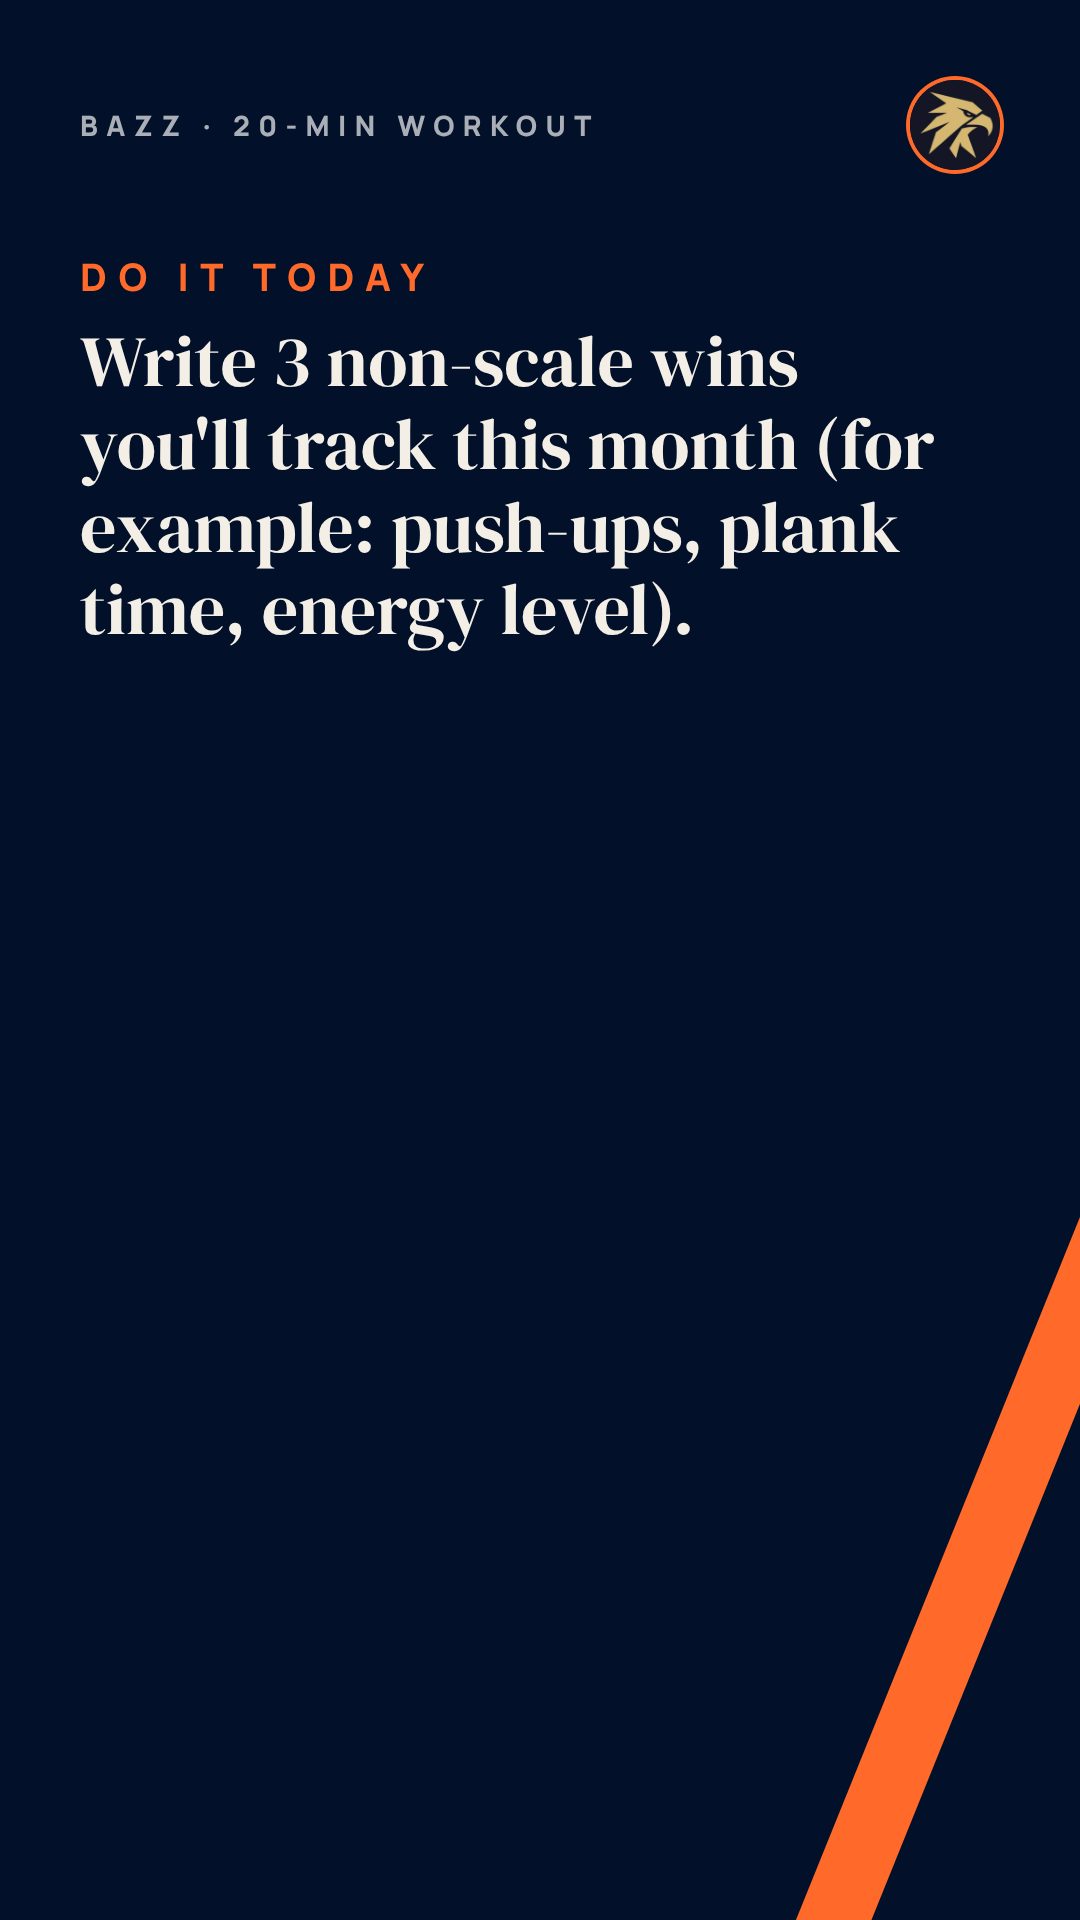 BAZZ · 20-MIN WORKOUT
DO IT TODAY
Write 3 non-scale wins
you'll track this month (for
example: push-ups, plank
time, energy level).